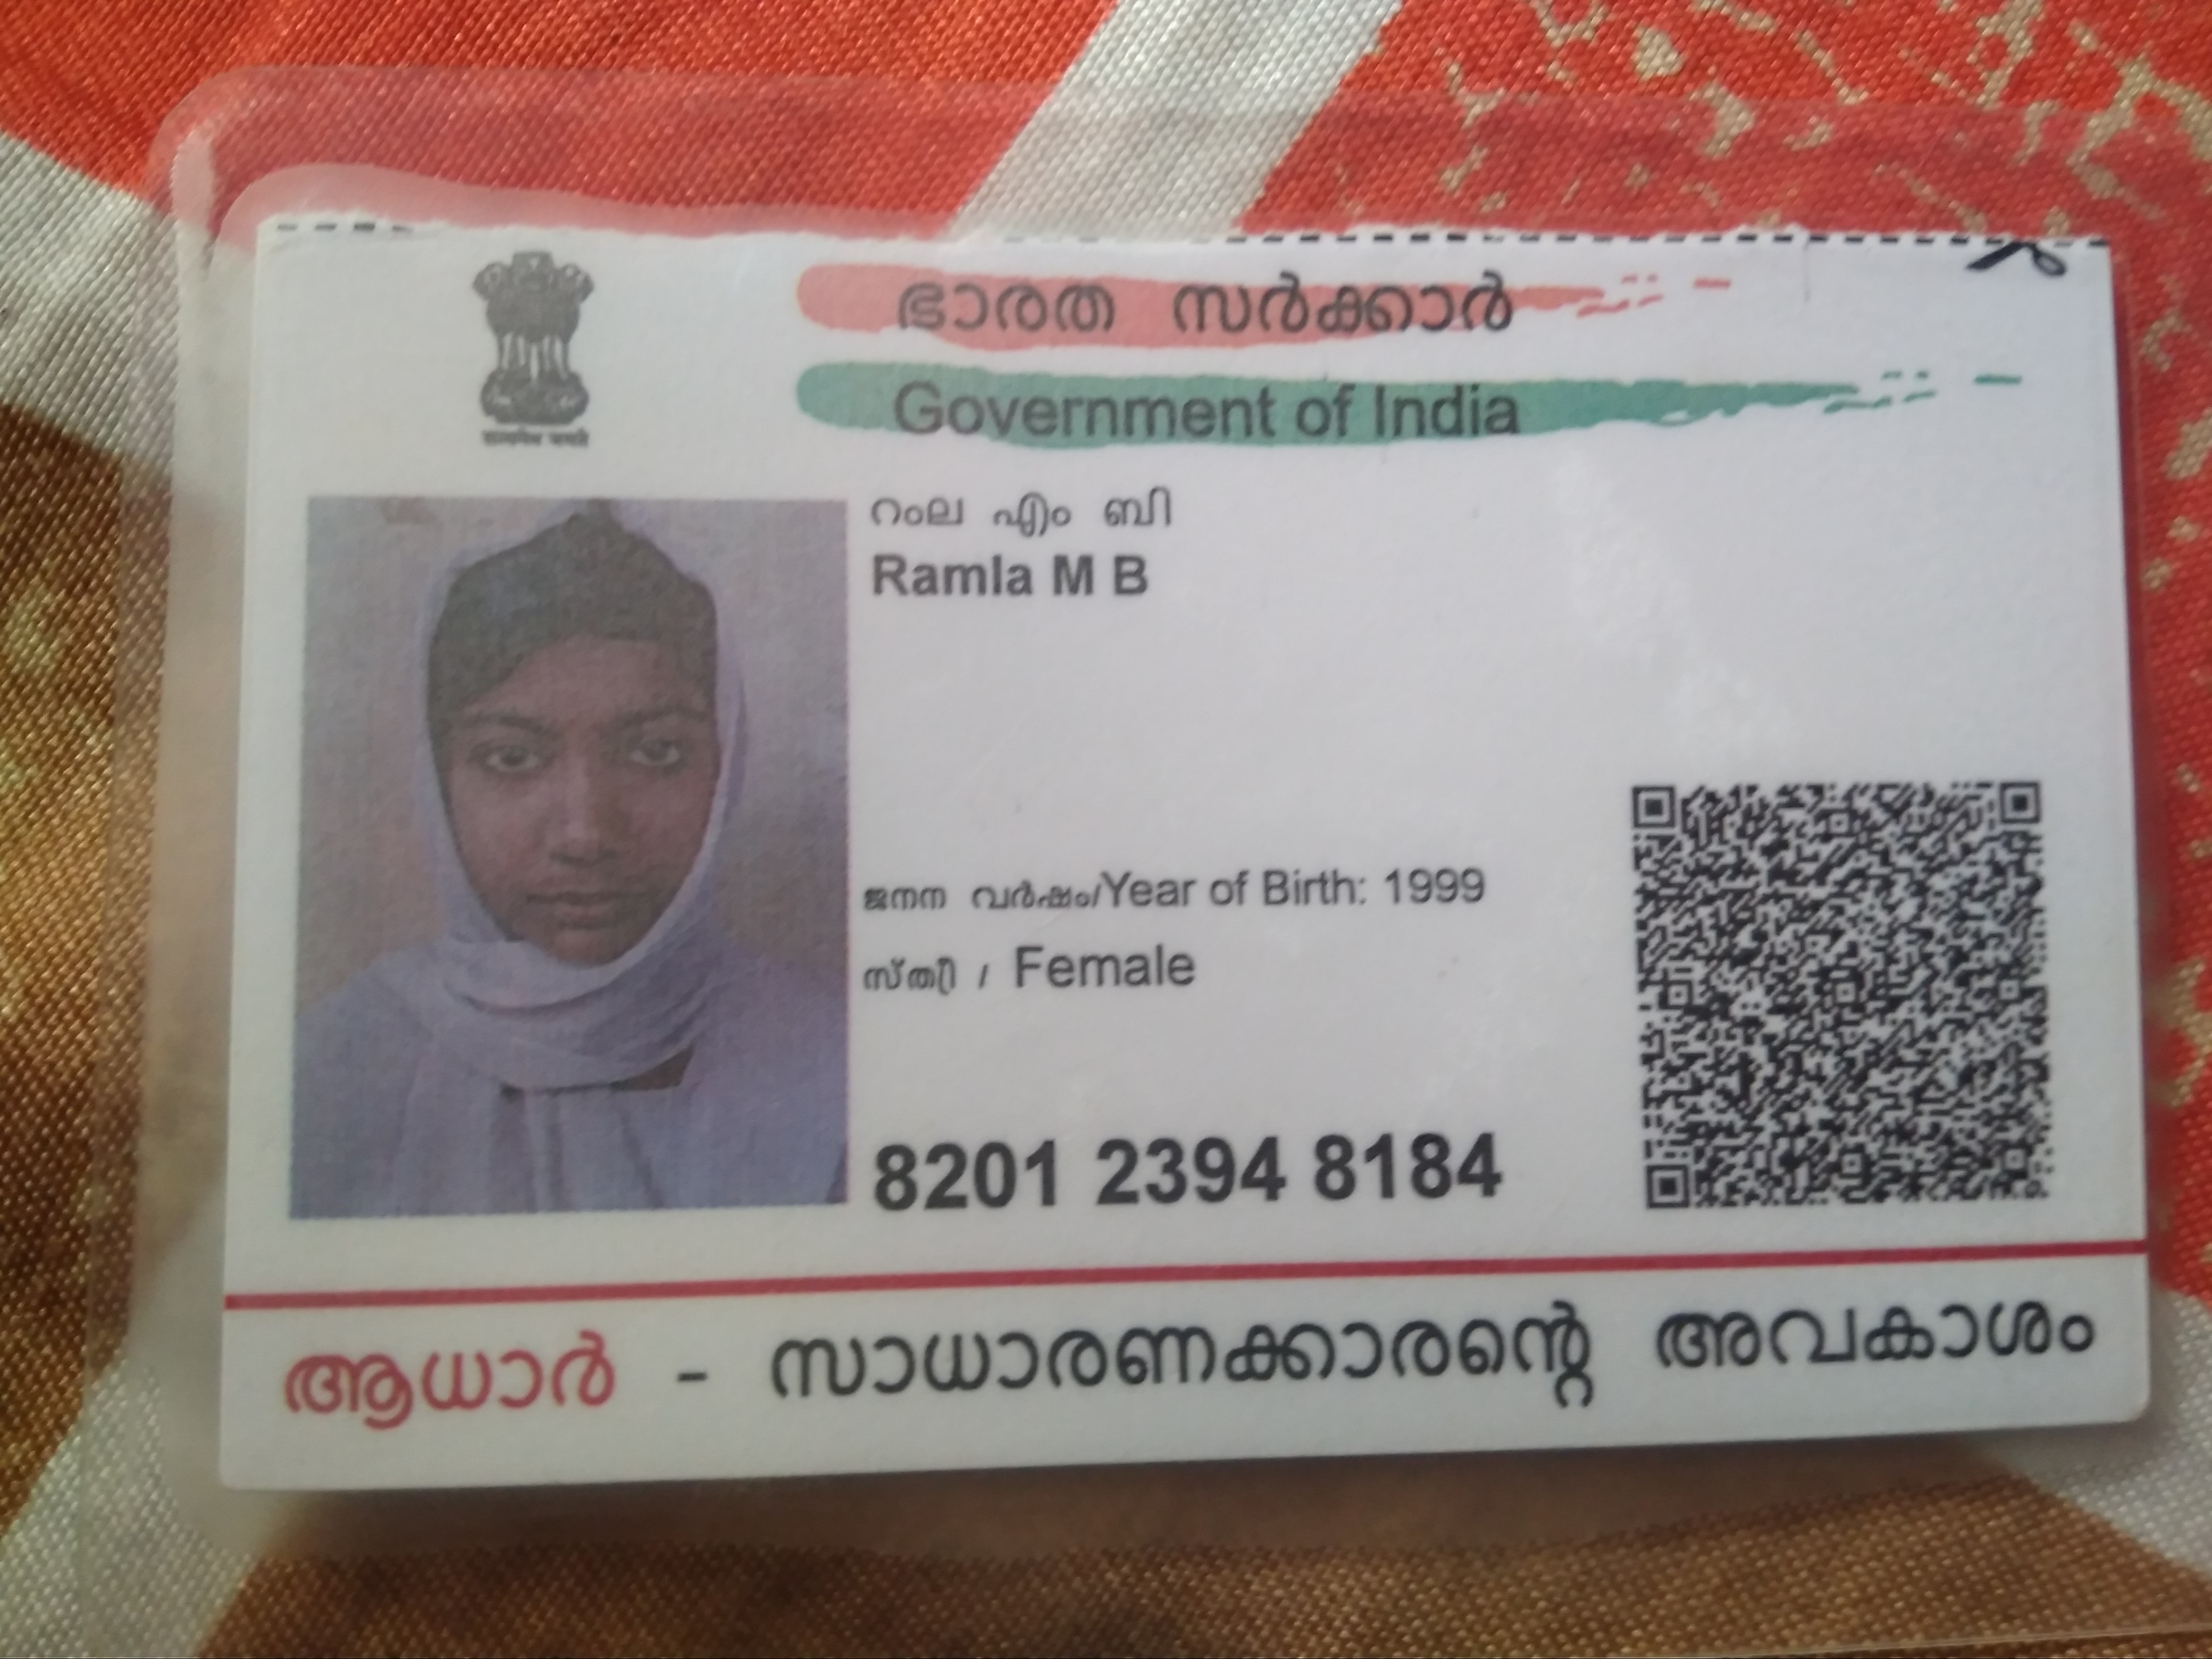 ഭാരത സർക്കാർ
Government of India
റംല എം ബി
Ramla M B
ജനന വർഷം/Year of Birth: 1999
സ്ത്രീ / Female
8201 2394 8184
ആധാർ - സാധാരണക്കാരന്റെ അവകാശം